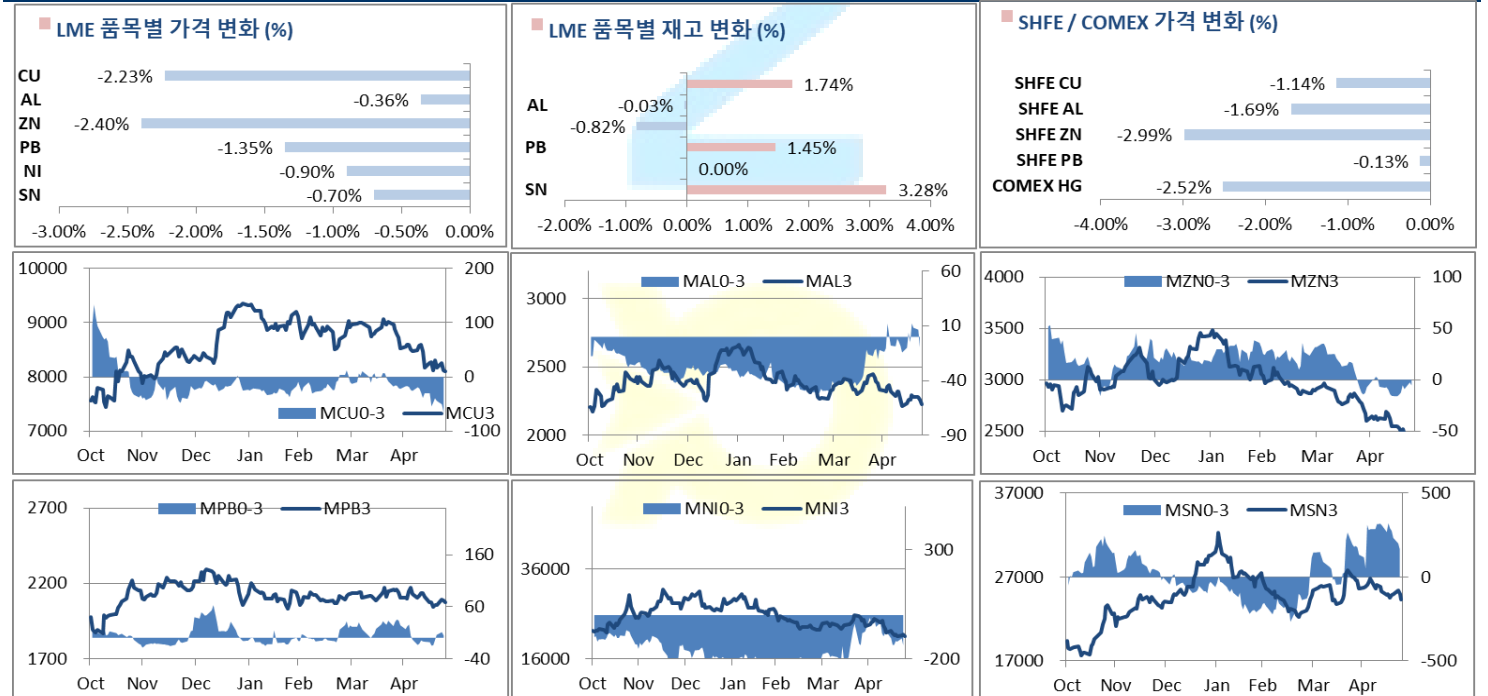 LME 품목별 가격 변화 (%)
CU -2.23%
AL -0.36%
ZN -2.40%
PB -1.35%
NI -0.90%
SN -0.70%
-3.00% -2.50% -2.00% -1.50% -1.00% -0.50% 0.00%
LME 품목별 재고 변화 (%)
1.74%
AL -0.03%
-0.82%
PB 1.45%
0.00%
SN 3.28%
-2.00% -1.00% 0.00% 1.00% 2.00% 3.00% 4.00%
SHFE / COMEX 가격 변화 (%)
SHFE CU -1.14%
SHFE AL -1.69%
SHFE ZN -2.99%
SHFE PB -0.13%
COMEX HG -2.52%
-4.00% -3.00% -2.00% -1.00% 0.00%
10000 200
9000 100
8000 0
MCU0-3 MCU3
7000 -100
Oct Nov Dec Jan Feb Mar Apr
60
MAL0-3 MAL3
3000
10
2500
-40
2000 -90
Oct Nov Dec Jan Feb Mar Apr
4000 MZN0-3 MZN3 100
3500 50
3000 0
2500 -50
Oct Nov Dec Jan Feb Mar Apr
2700 MPB0-3 MPB3
160
2200
60
1700 -40
Oct Nov Dec Jan Feb Mar Apr
MNI0-3 MNI3
300
36000
16000 -200
Oct Nov Dec Jan Feb Mar Apr
37000 500
MSN0-3 MSN3
27000 0
17000 -500
Oct Nov Dec Jan Feb Mar Apr